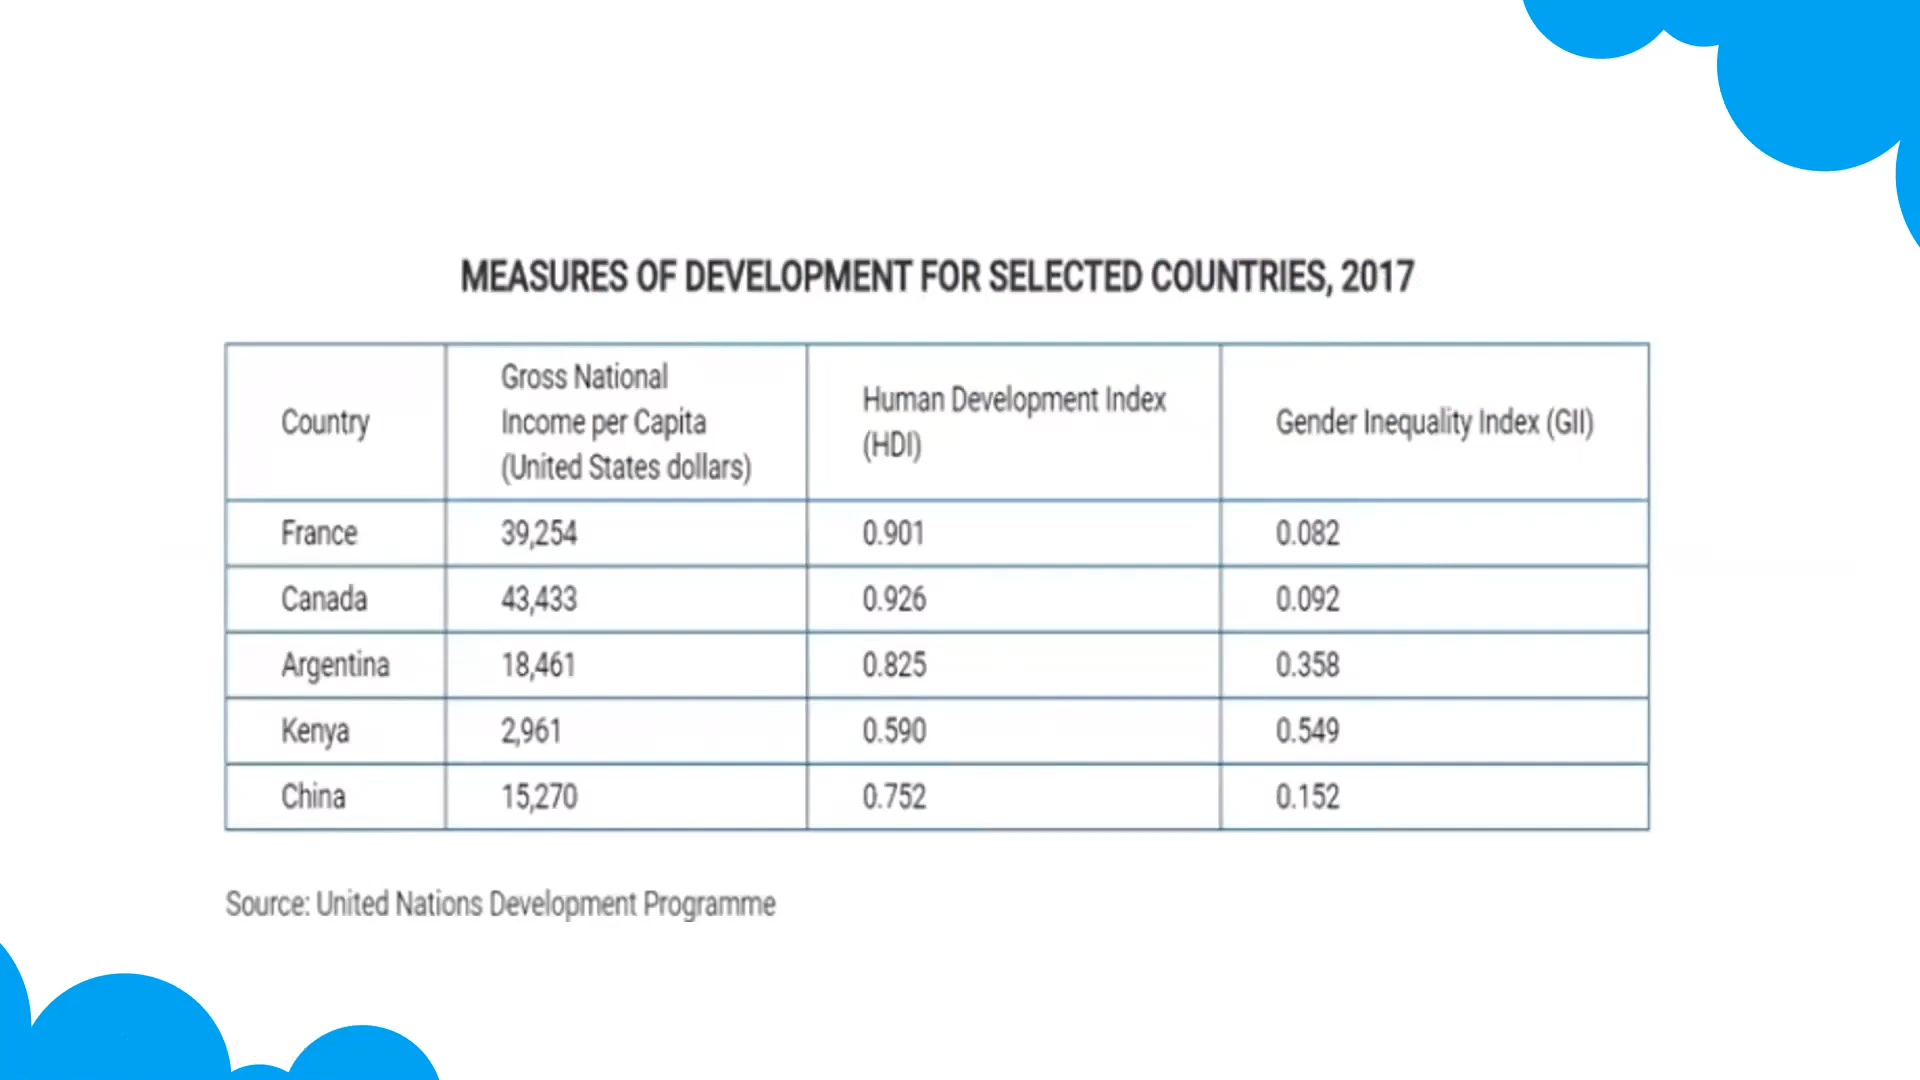 MEASURES OF DEVELOPMENT FOR SELECTED COUNTRIES, 2017
Country
Gross National
Income per Capita
(United States dollars)
Human Development Index
(HDI)
Gender Inequality Index (GII)
France 39,254 0.901 0.082
Canada 43,433 0.926 0.092
Argentina 18,461 0.825 0.358
Kenya 2,961 0.590 0.549
China 15,270 0.752 0.152
Source: United Nations Development Programme